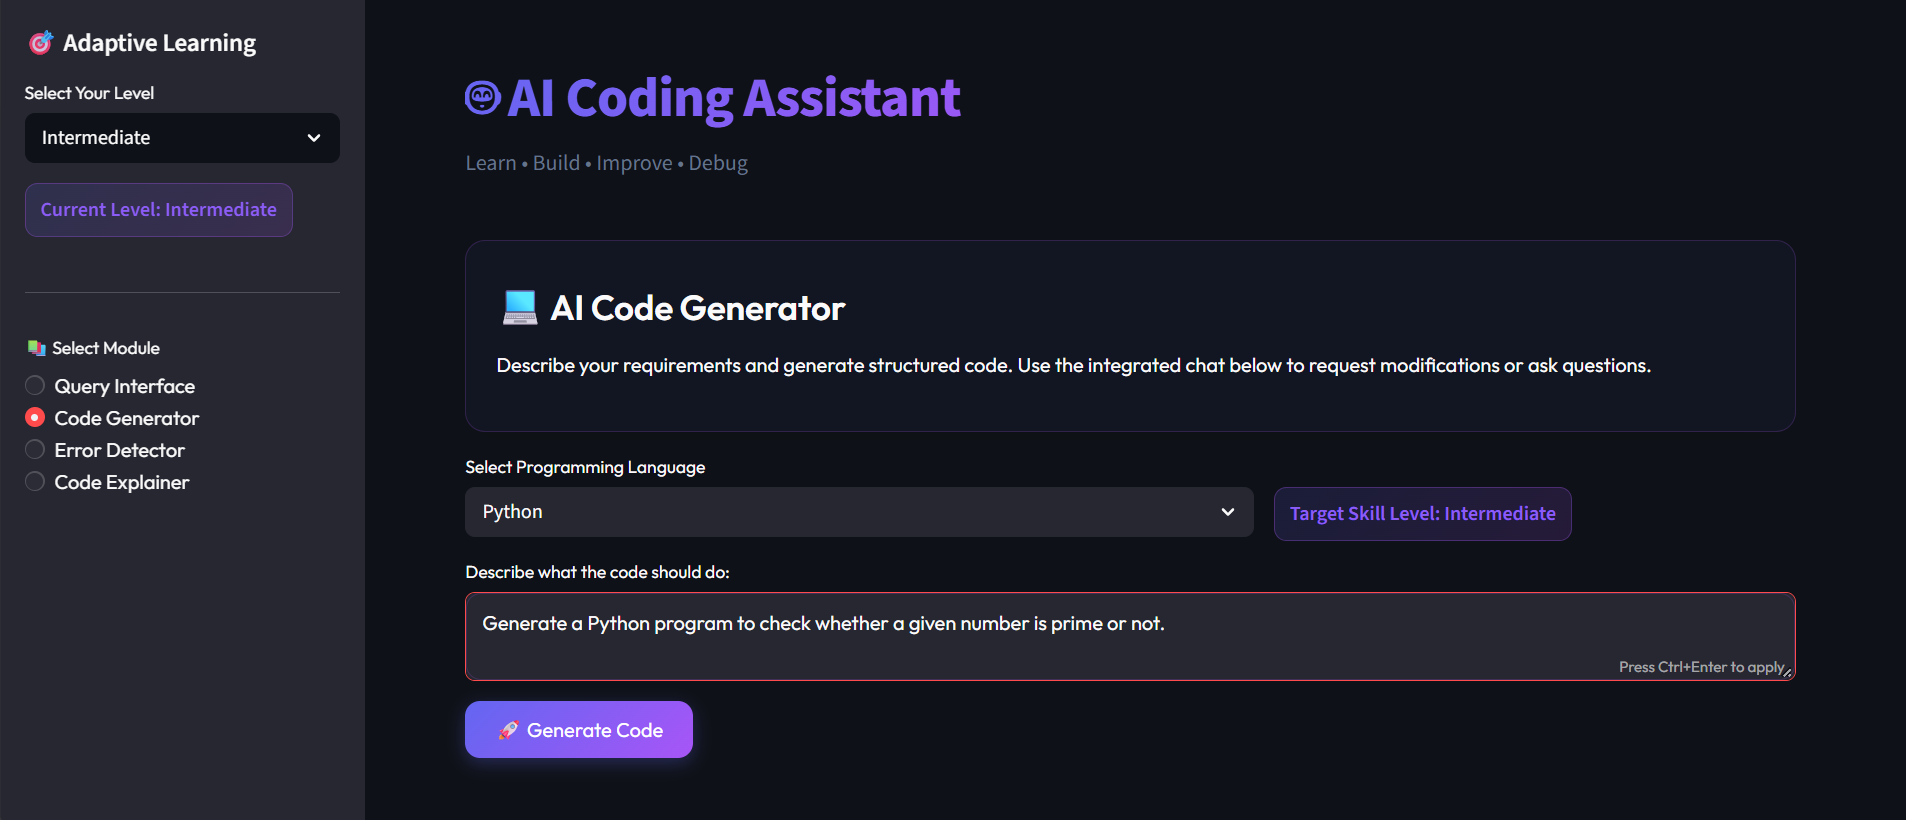 Adaptive Learning
Select Your Level
Intermediate
Current Level: Intermediate
Select Module
Query Interface
Code Generator
Error Detector
Code Explainer
AI Coding Assistant
Learn • Build • Improve • Debug
AI Code Generator
Describe your requirements and generate structured code. Use the integrated chat below to request modifications or ask questions.
Select Programming Language
Python
Target Skill Level: Intermediate
Describe what the code should do:
Generate a Python program to check whether a given number is prime or not.
Press Ctrl+Enter to apply
Generate Code